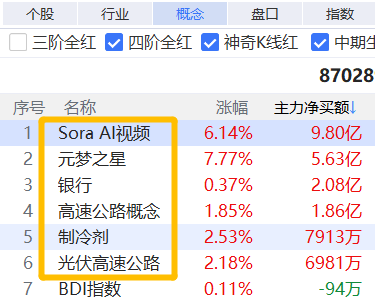 个股 行业 概念 盘口 指数
三阶全红 四阶全红 神奇K线红 中期
87028
序号 名称 涨幅 主力净买额↓
1 Sora AI视频 6.14% 9.80亿
2 元梦之星 7.77% 5.63亿
3 银行 0.37% 2.08亿
4 高速公路概念 1.85% 1.86亿
5 制冷剂 2.53% 7913万
6 光伏高速公路 2.18% 6981万
7 BDI指数 0.11% -94万